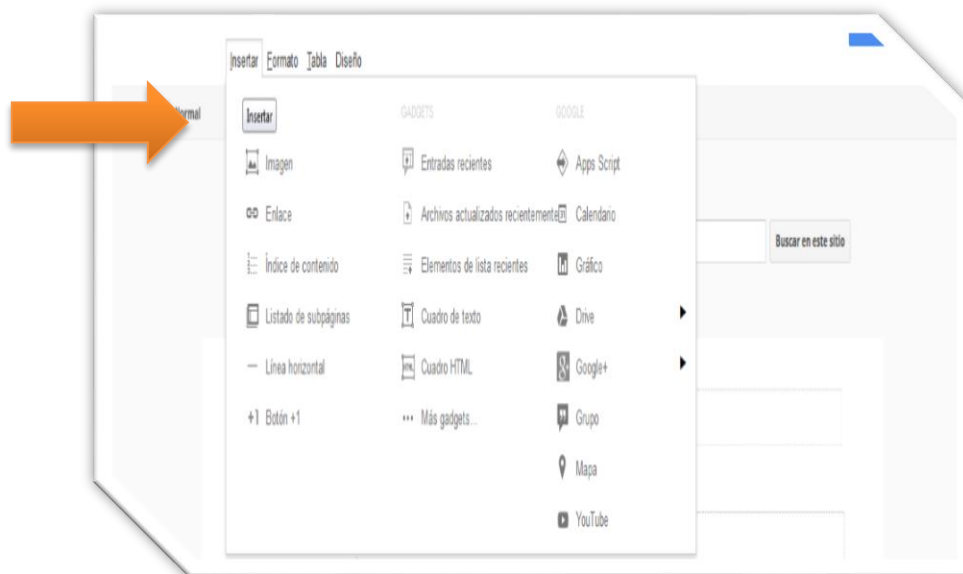 Insertar Formato Tabla Diseño
Normal
Insertar
Imagen
Enlace
Índice de contenido
Listado de subpáginas
Línea horizontal
+1 Botón +1
GADGETS
Entradas recientes
Archivos actualizados recientemente
Elementos de lista recientes
Cuadro de texto
HTML Cuadro HTML
Más gadgets...
GOOGLE
Apps Script
31 Calendario
Gráfico
Drive
g+ Google+
Grupo
Mapa
YouTube
Buscar en este sitio